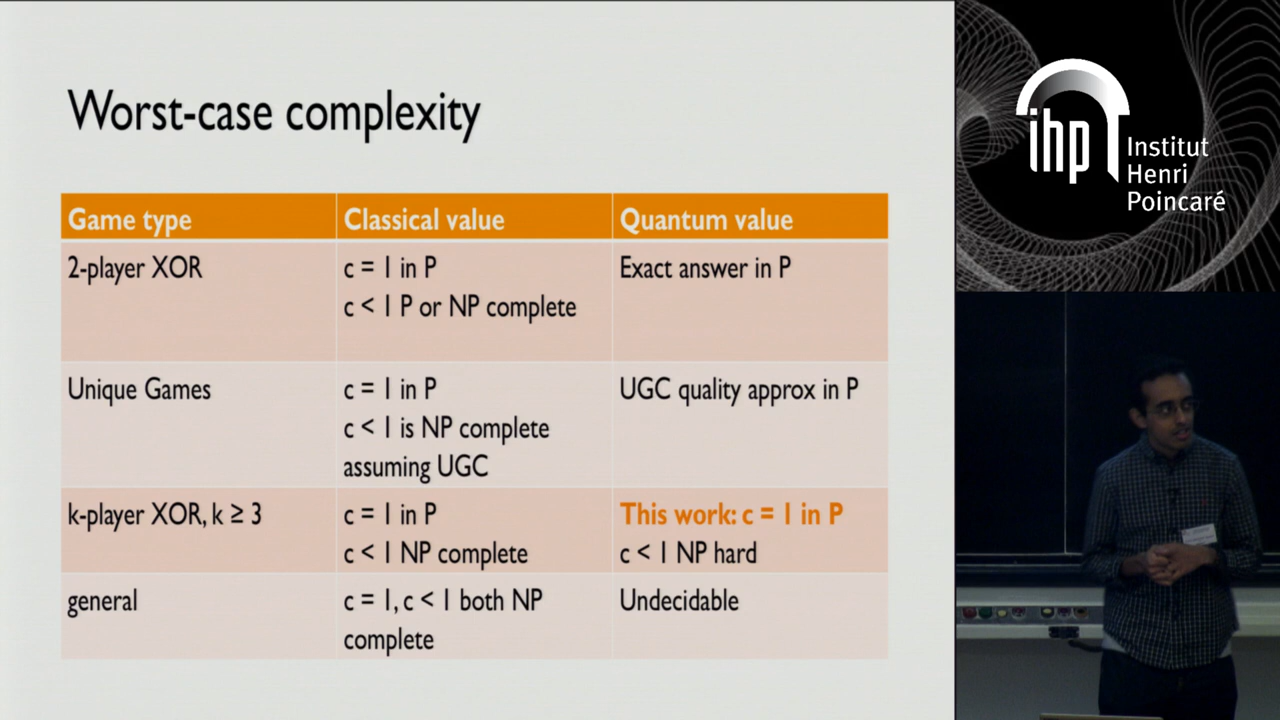 Worst-case complexity
Game type
Classical value
Quantum value
2-player XOR
c = 1 in P
c < 1 P or NP complete
Exact answer in P
Unique Games
c = 1 in P
c < 1 is NP complete
assuming UGC
UGC quality approx in P
k-player XOR, k ≥ 3
c = 1 in P
c < 1 NP complete
This work: c = 1 in P
c < 1 NP hard
general
c = 1, c < 1 both NP
complete
Undecidable
ihp
Institut
Henri
Poincaré